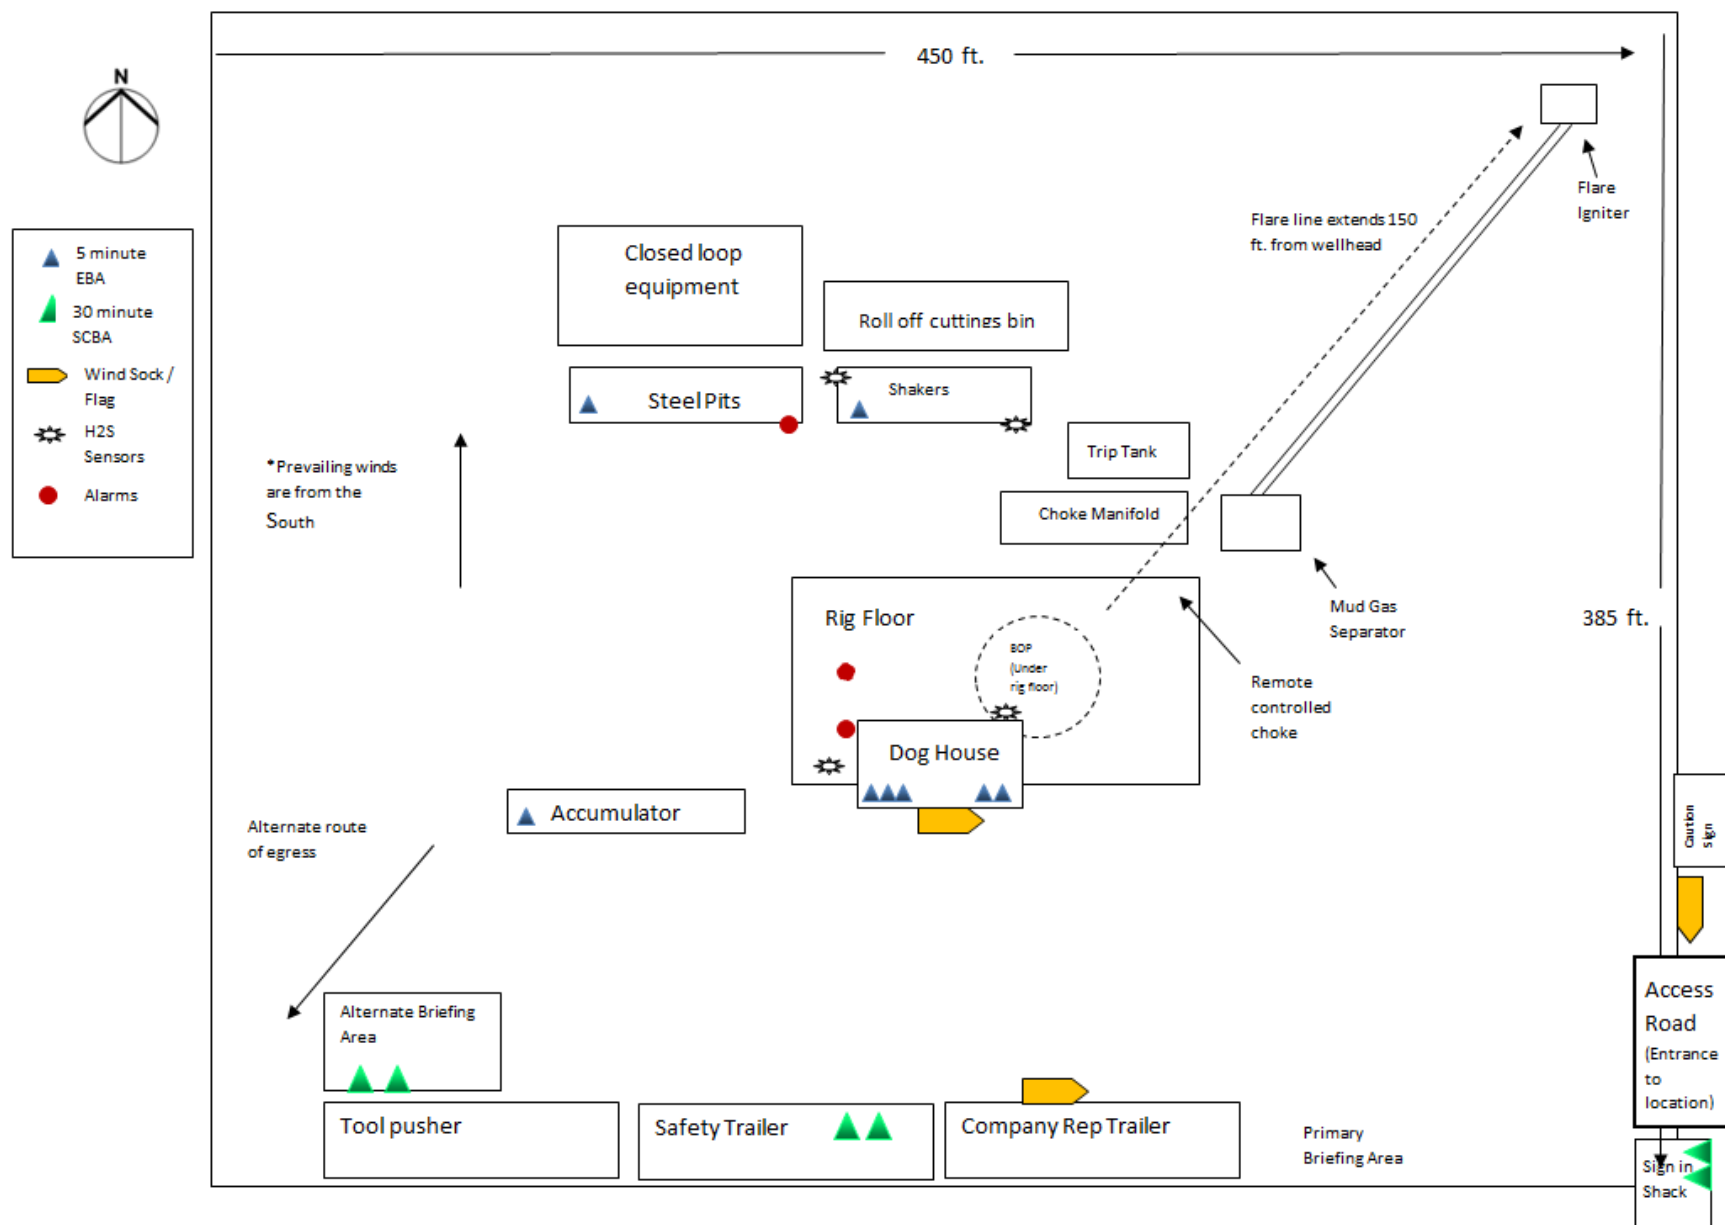 450 ft.
N
Flare
Igniter
Flare line extends 150
ft. from wellhead
5 minute
EBA
30 minute
SCBA
Wind Sock /
Flag
H2S
Sensors
Alarms
Closed loop
equipment
Roll off cuttings bin
Steel Pits
Shakers
Trip Tank
Choke Manifold
*Prevailing winds
are from the
South
Mud Gas
Separator
385 ft.
Rig Floor
BOP
(Under
rig floor)
Remote
controlled
choke
Dog House
Accumulator
Alternate route
of egress
Caution
Sign
Access
Road
(Entrance
to
location)
Alternate Briefing
Area
Tool pusher
Safety Trailer
Company Rep Trailer
Primary
Briefing Area
Sign in
Shack